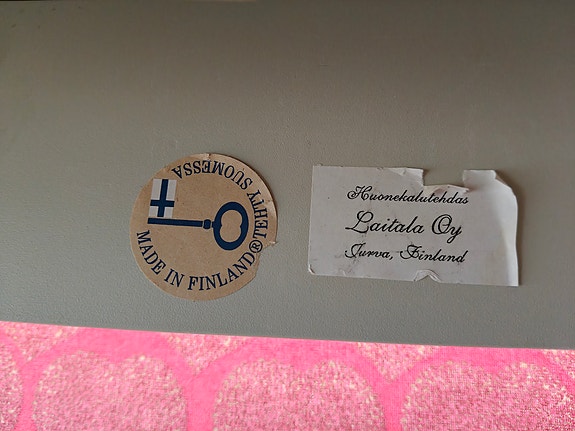 MADE IN FINLAND® TEHTY SUOMESSA
Huonekalutehdas
Laitala Oy
Jurva, Finland